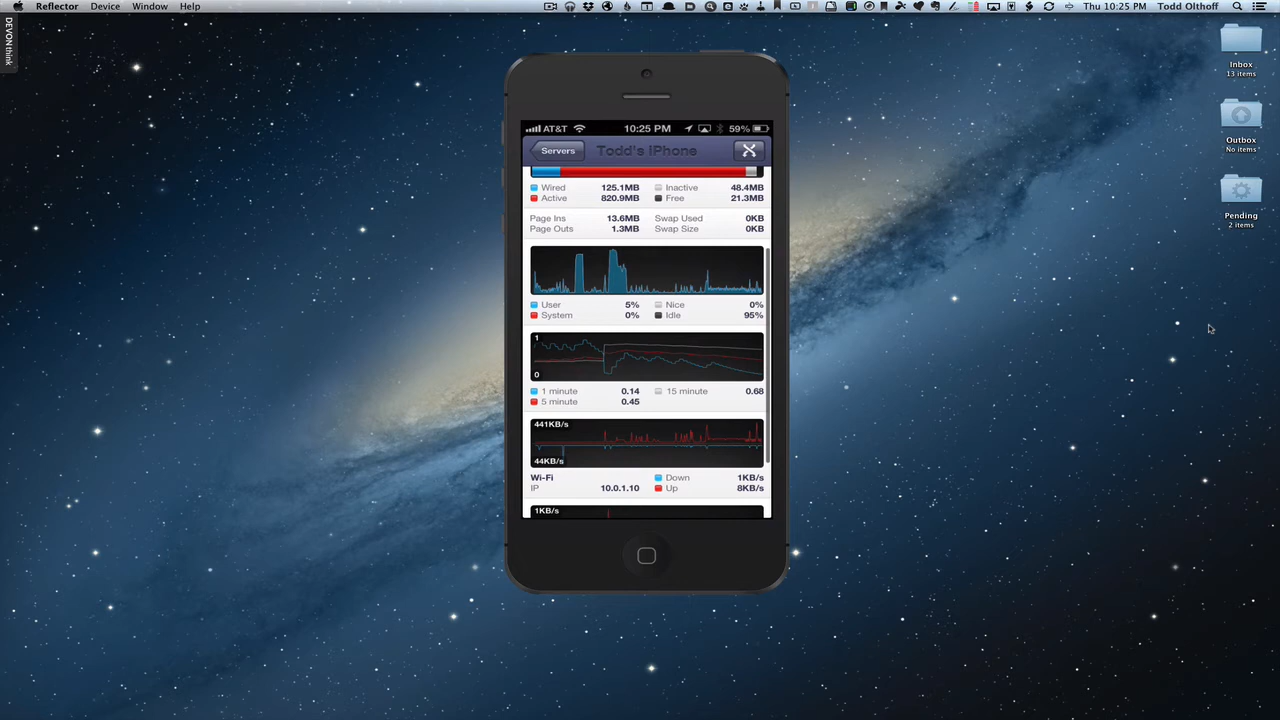 Reflector Device Window Help
Thu 10:25 PM Todd Olthoff
DEVONthink
Inbox
13 items
Outbox
No items
Pending
2 items
AT&T 10:25 PM 59%
Servers Todd's iPhone
Wired 125.1MB Inactive 48.4MB
Active 820.9MB Free 21.3MB
Page Ins 13.6MB Swap Used 0KB
Page Outs 1.3MB Swap Size 0KB
User 5% Nice 0%
System 0% Idle 95%
1
0
1 minute 0.14 15 minute 0.68
5 minute 0.45
441KB/s
44KB/s
Wi-Fi Down 1KB/s
IP 10.0.1.10 Up 8KB/s
1KB/s